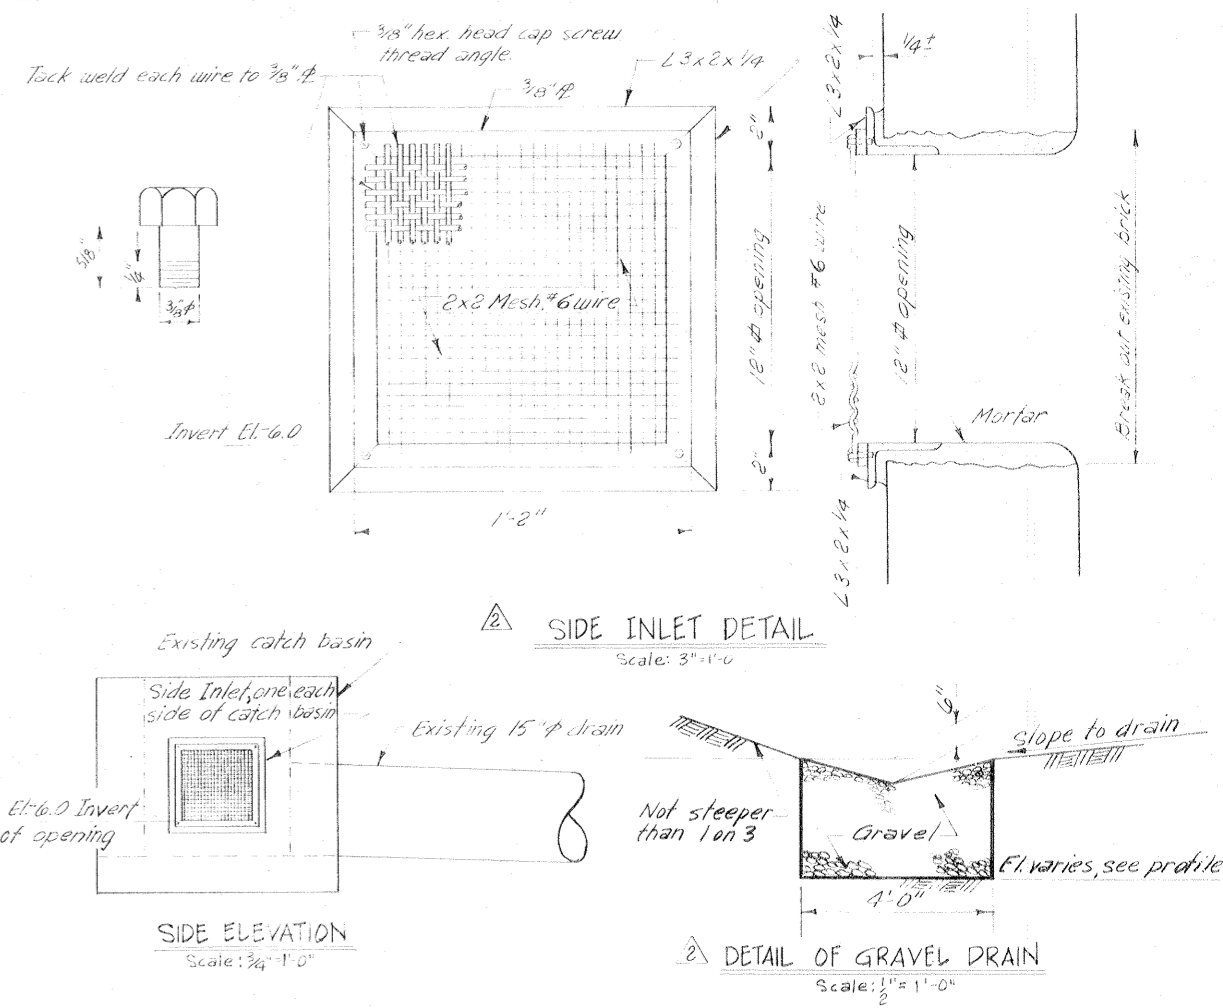 3/8" hex. head cap screw
thread angle.
Tack weld each wire to 3/8" ℞
3/8" ℞
L 3 x 2 x 1/4
2"
12" ⌀ opening
2"
5/8"
1/4"
3/8" ⌀
2x2 Mesh, #6 wire
Invert El.-6.0
1'-2"
L 3 x 2 x 1/4
1/4"±
2x2 mesh #6 wire
12" ⌀ opening
Break out existing brick
Mortar
L 3 x 2 x 1/4
2 SIDE INLET DETAIL
Scale: 3"=1'-0
Existing catch basin
Side Inlet, one each
side of catch basin
Existing 15" ⌀ drain
El-6.0 Invert
of opening
SIDE ELEVATION
Scale: 3/4"=1'-0"
6"
Slope to drain
Not steeper
than 1 on 3
Gravel
El. varies, see profile
4'-0"
2 DETAIL OF GRAVEL DRAIN
Scale: 1/2" = 1'-0"